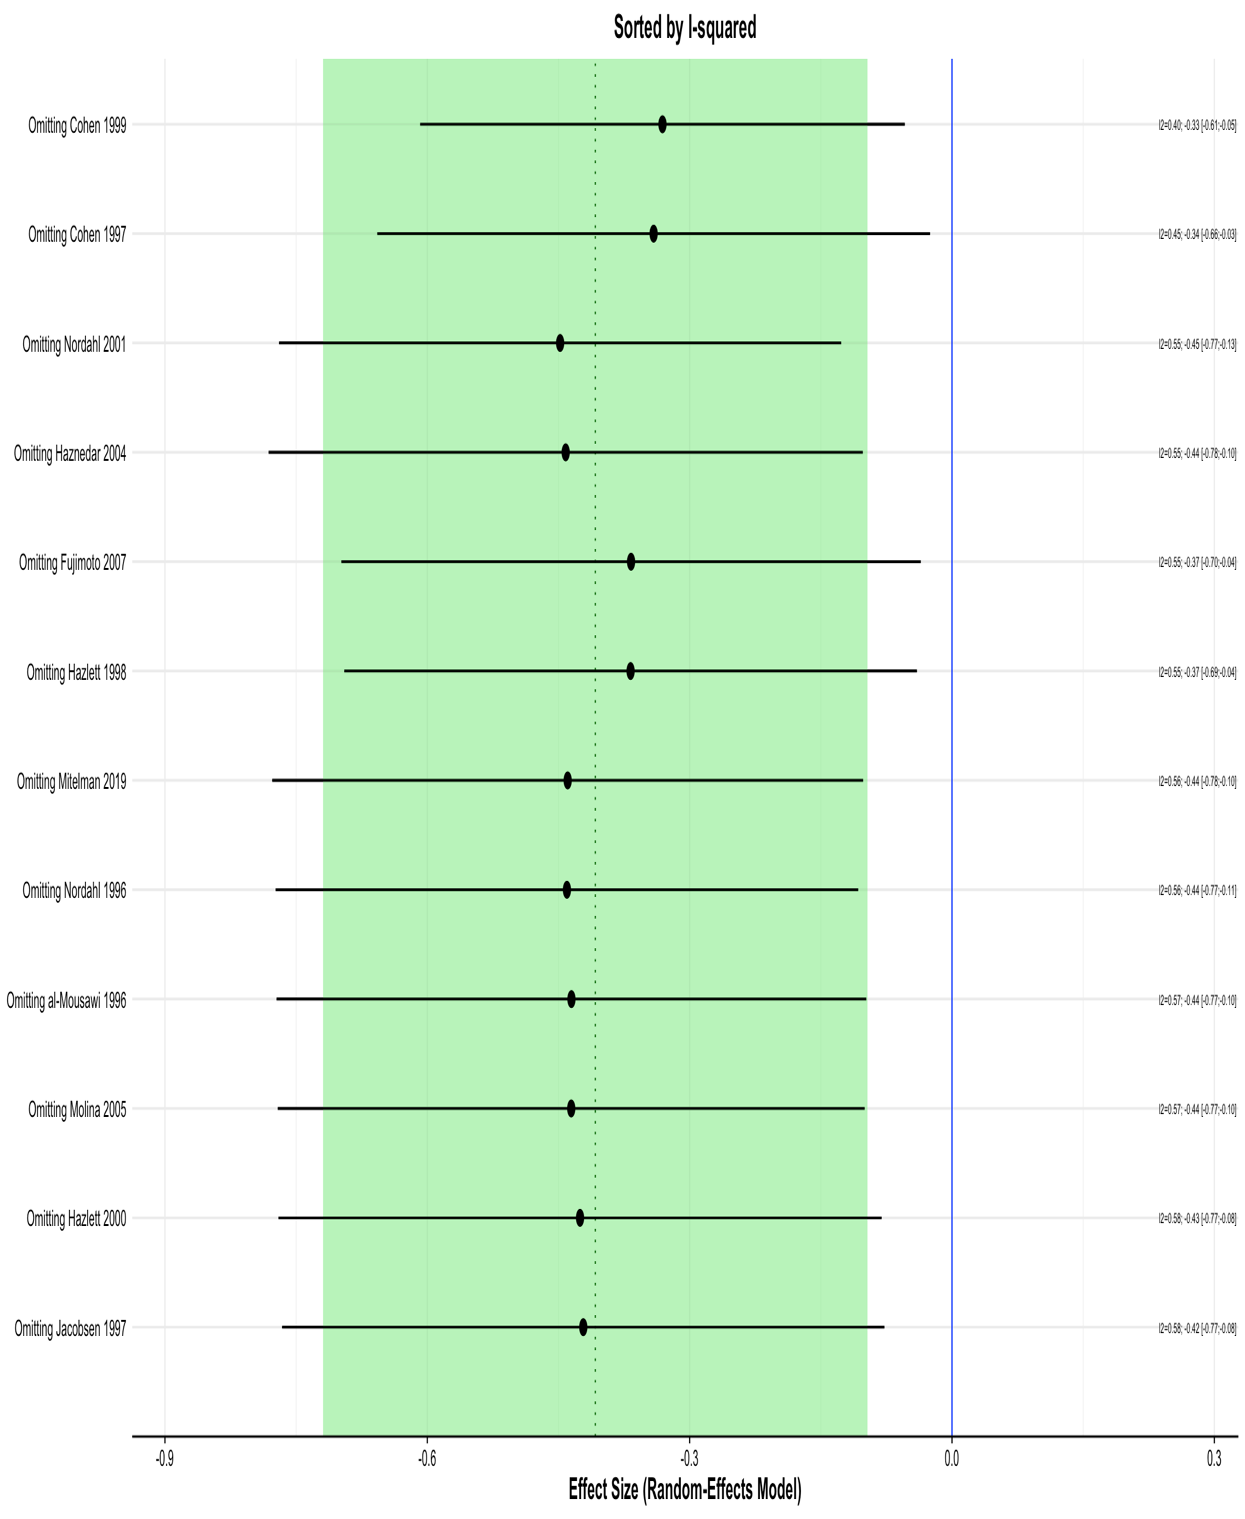 Sorted by I-squared
Omitting Cohen 1999 I2=0.40; -0.33 [-0.61;-0.05]
Omitting Cohen 1997 I2=0.45; -0.34 [-0.66;-0.03]
Omitting Nordahl 2001 I2=0.55; -0.45 [-0.77;-0.13]
Omitting Haznedar 2004 I2=0.55; -0.44 [-0.78;-0.10]
Omitting Fujimoto 2007 I2=0.55; -0.37 [-0.70;-0.04]
Omitting Hazlett 1998 I2=0.55; -0.37 [-0.69;-0.04]
Omitting Mitelman 2019 I2=0.56; -0.44 [-0.78;-0.10]
Omitting Nordahl 1996 I2=0.56; -0.44 [-0.77;-0.11]
Omitting al-Mousawi 1996 I2=0.57; -0.44 [-0.77;-0.10]
Omitting Molina 2005 I2=0.57; -0.44 [-0.77;-0.10]
Omitting Hazlett 2000 I2=0.58; -0.43 [-0.77;-0.08]
Omitting Jacobsen 1997 I2=0.58; -0.42 [-0.77;-0.08]
-0.9 -0.6 -0.3 0.0 0.3
Effect Size (Random-Effects Model)